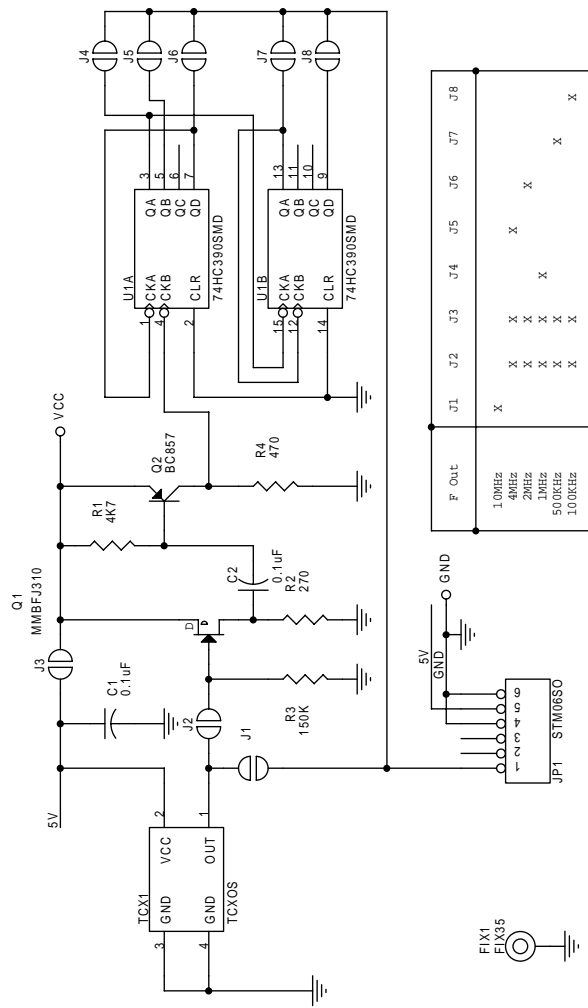 5V
J3
Q1
MMBFJ310
VCC
C1
0.1uF
R1
4K7
Q2
BC857
TCX1
3
GND
VCC
2
4
GND
OUT
1
TCXOS
J2
J1
D
C2
0.1uF
R2
270
R3
150K
R4
470
U1A
1
CKA
QA
3
4
CKB
QB
5
QC
6
2
CLR
QD
7
74HC390SMD
U1B
15
CKA
QA
13
12
CKB
QB
11
QC
10
14
CLR
QD
9
74HC390SMD
J4
J5
J6
J7
J8
FIX1
FIX35
5V
GND
GND
1
2
3
4
5
6
JP1
STM06SO
F Out J1 J2 J3 J4 J5 J6 J7 J8
10MHz X
4MHz X X X
2MHz X X X
1MHz X X X
500KHz X X X
100KHz X X X